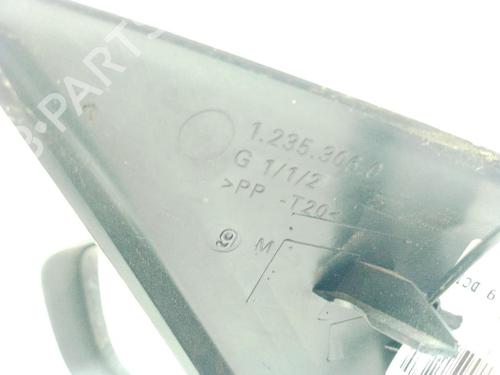 B-PARTS
1.235.306.0
G 1/1/2
>PP -T20<
M